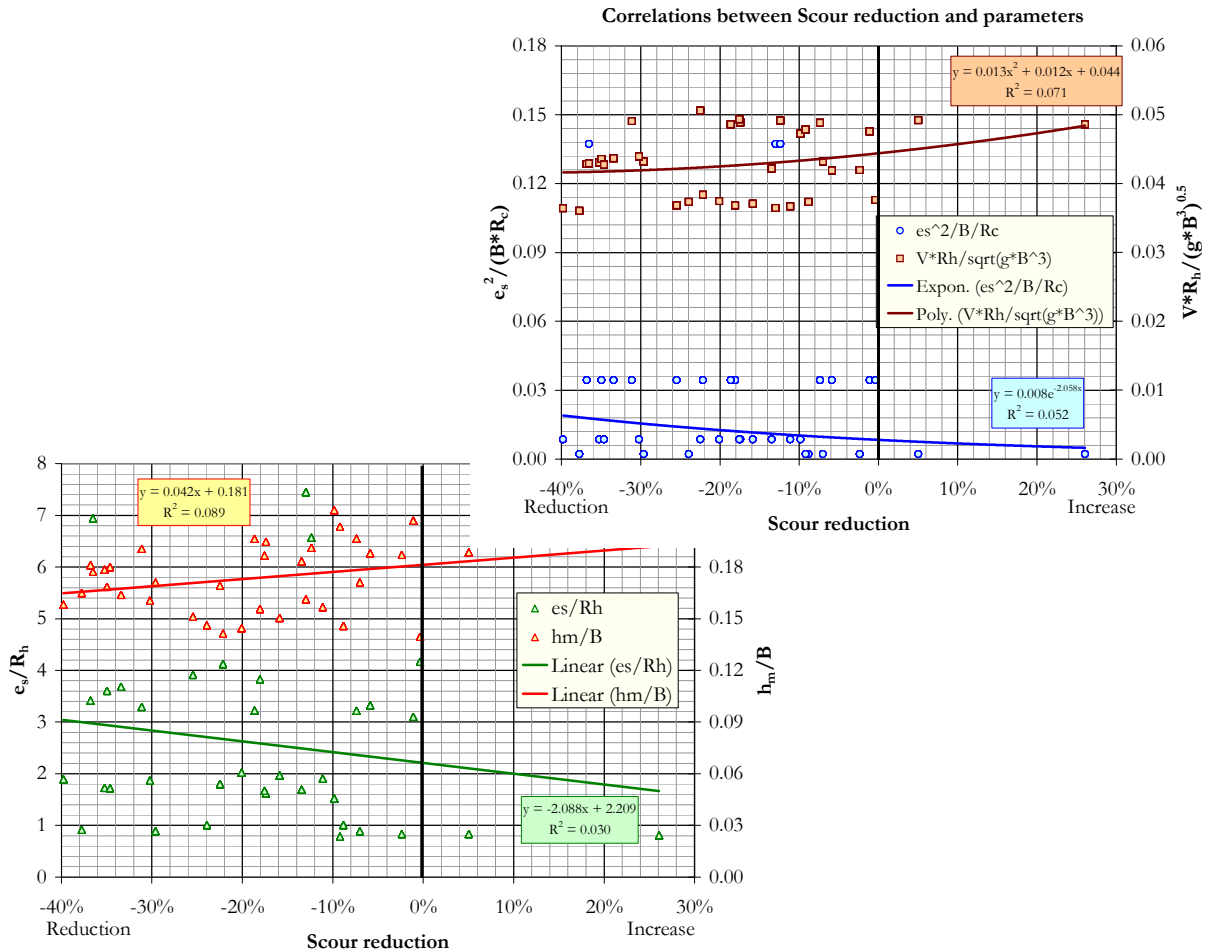 Correlations between Scour reduction and parameters
0.18
0.15
0.12
0.09
0.06
0.03
0.00
e_s^2/(B*R_c)
0.06
0.05
0.04
0.03
0.02
0.01
0.00
V*R_h/(g*B^3)^0.5
y = 0.013x^2 + 0.012x + 0.044
R^2 = 0.071
es^2/B/Rc
V*Rh/sqrt(g*B^3)
Expon. (es^2/B/Rc)
Poly. (V*Rh/sqrt(g*B^3))
y = 0.008e^-2.058x
R^2 = 0.052
-40% -30% -20% -10% 0% 10% 20% 30%
Reduction Increase
Scour reduction
8
7
6
5
4
3
2
1
0
e_s/R_h
y = 0.042x + 0.181
R^2 = 0.089
0.18
0.15
0.12
0.09
0.06
0.03
0.00
h_m/B
es/Rh
hm/B
Linear (es/Rh)
Linear (hm/B)
y = -2.088x + 2.209
R^2 = 0.030
-40% -30% -20% -10% 0% 10% 20% 30%
Reduction Increase
Scour reduction